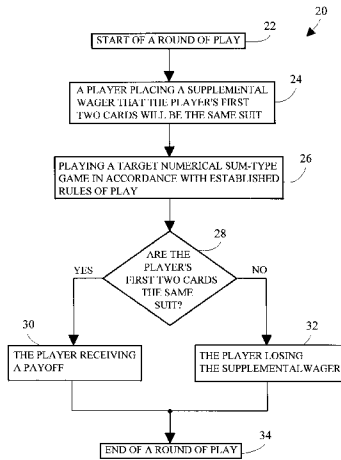 20
START OF A ROUND OF PLAY
22
A PLAYER PLACING A SUPPLEMENTAL
WAGER THAT THE PLAYER'S FIRST
TWO CARDS WILL BE THE SAME SUIT
24
PLAYING A TARGET NUMERICAL SUM-TYPE
GAME IN ACCORDANCE WITH ESTABLISHED
RULES OF PLAY
26
28
ARE THE
PLAYER'S
FIRST TWO CARDS
THE SAME
SUIT?
YES
NO
30
THE PLAYER RECEIVING
A PAYOFF
32
THE PLAYER LOSING
THE SUPPLEMENTAL WAGER
END OF A ROUND OF PLAY
34